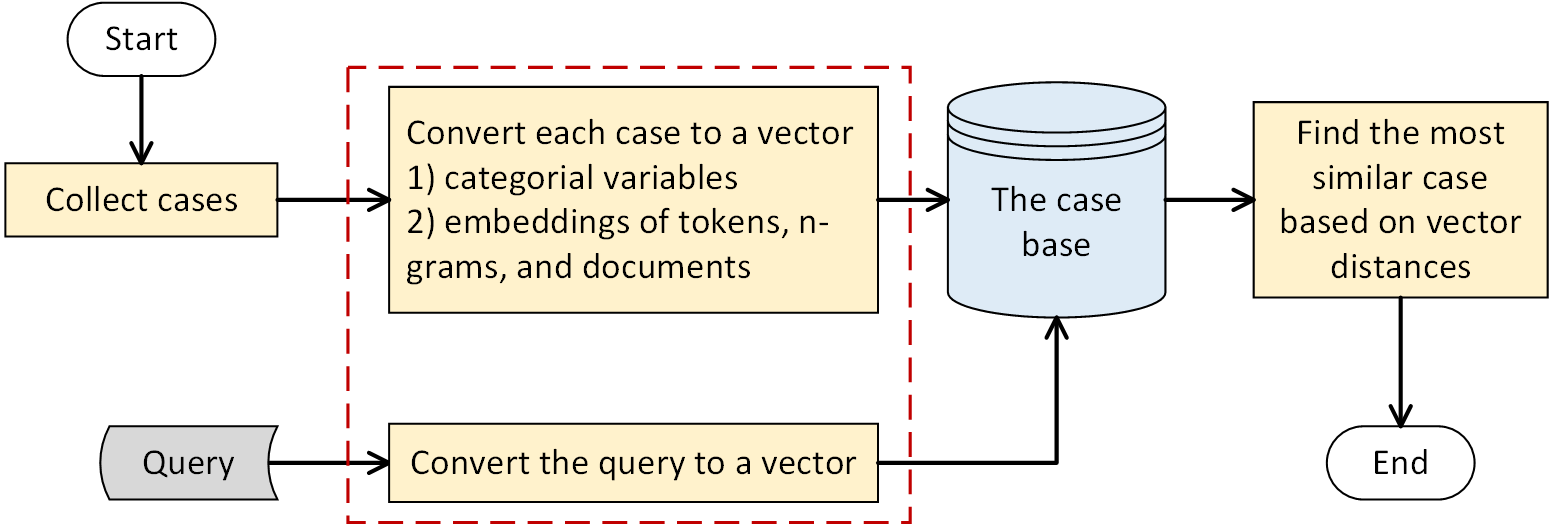 Start
Collect cases
Convert each case to a vector
1) categorial variables
2) embeddings of tokens, n-
grams, and documents
The case
base
Find the most
similar case
based on vector
distances
Query
Convert the query to a vector
End